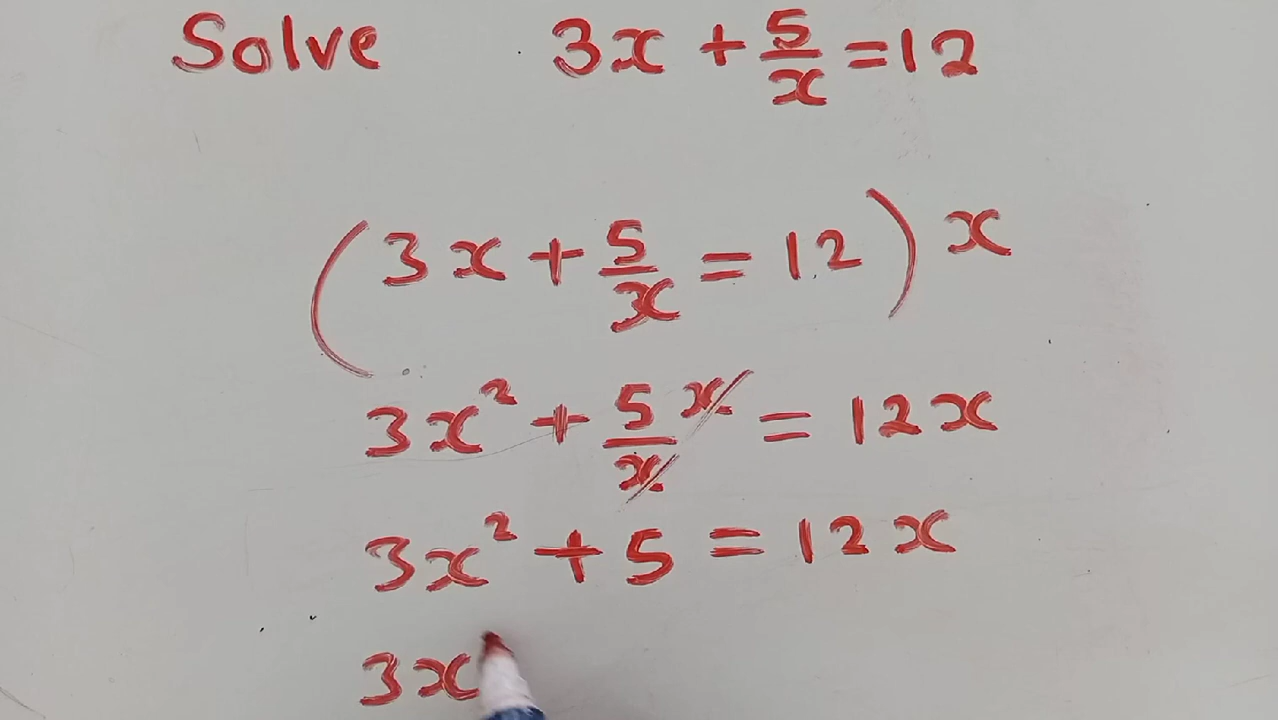 Solve 3x + 5/x = 12
(3x + 5/x = 12) x
3x² + 5x/x = 12x
3x² + 5 = 12x
3x